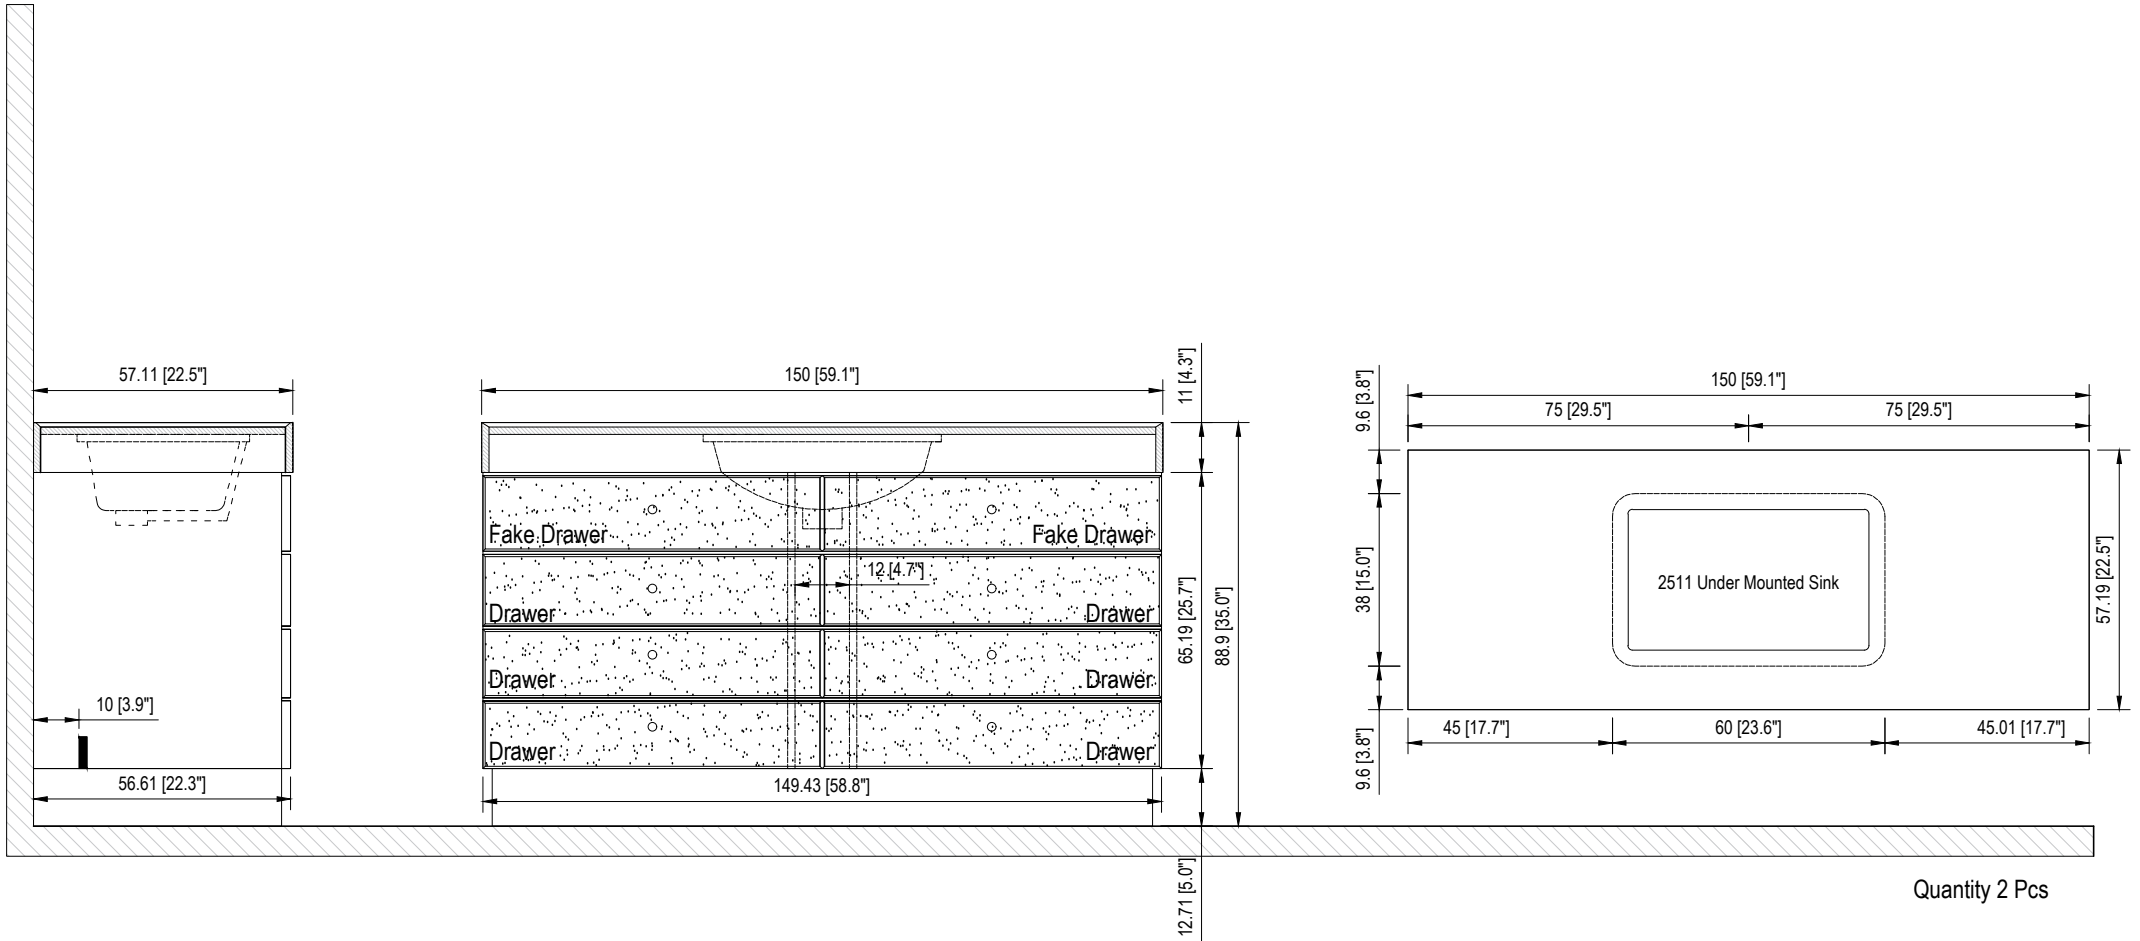 57.11 [22.5"]
10 [3.9"]
56.61 [22.3"]
150 [59.1"]
11 [4.3"]
Fake Drawer
Fake Drawer
12 [4.7"]
Drawer
Drawer
Drawer
Drawer
Drawer
Drawer
65.19 [25.7"]
88.9 [35.0"]
149.43 [58.8"]
12.71 [5.0"]
150 [59.1"]
75 [29.5"]
75 [29.5"]
9.6 [3.8"]
38 [15.0"]
2511 Under Mounted Sink
57.19 [22.5"]
9.6 [3.8"]
45 [17.7"]
60 [23.6"]
45.01 [17.7"]
Quantity 2 Pcs